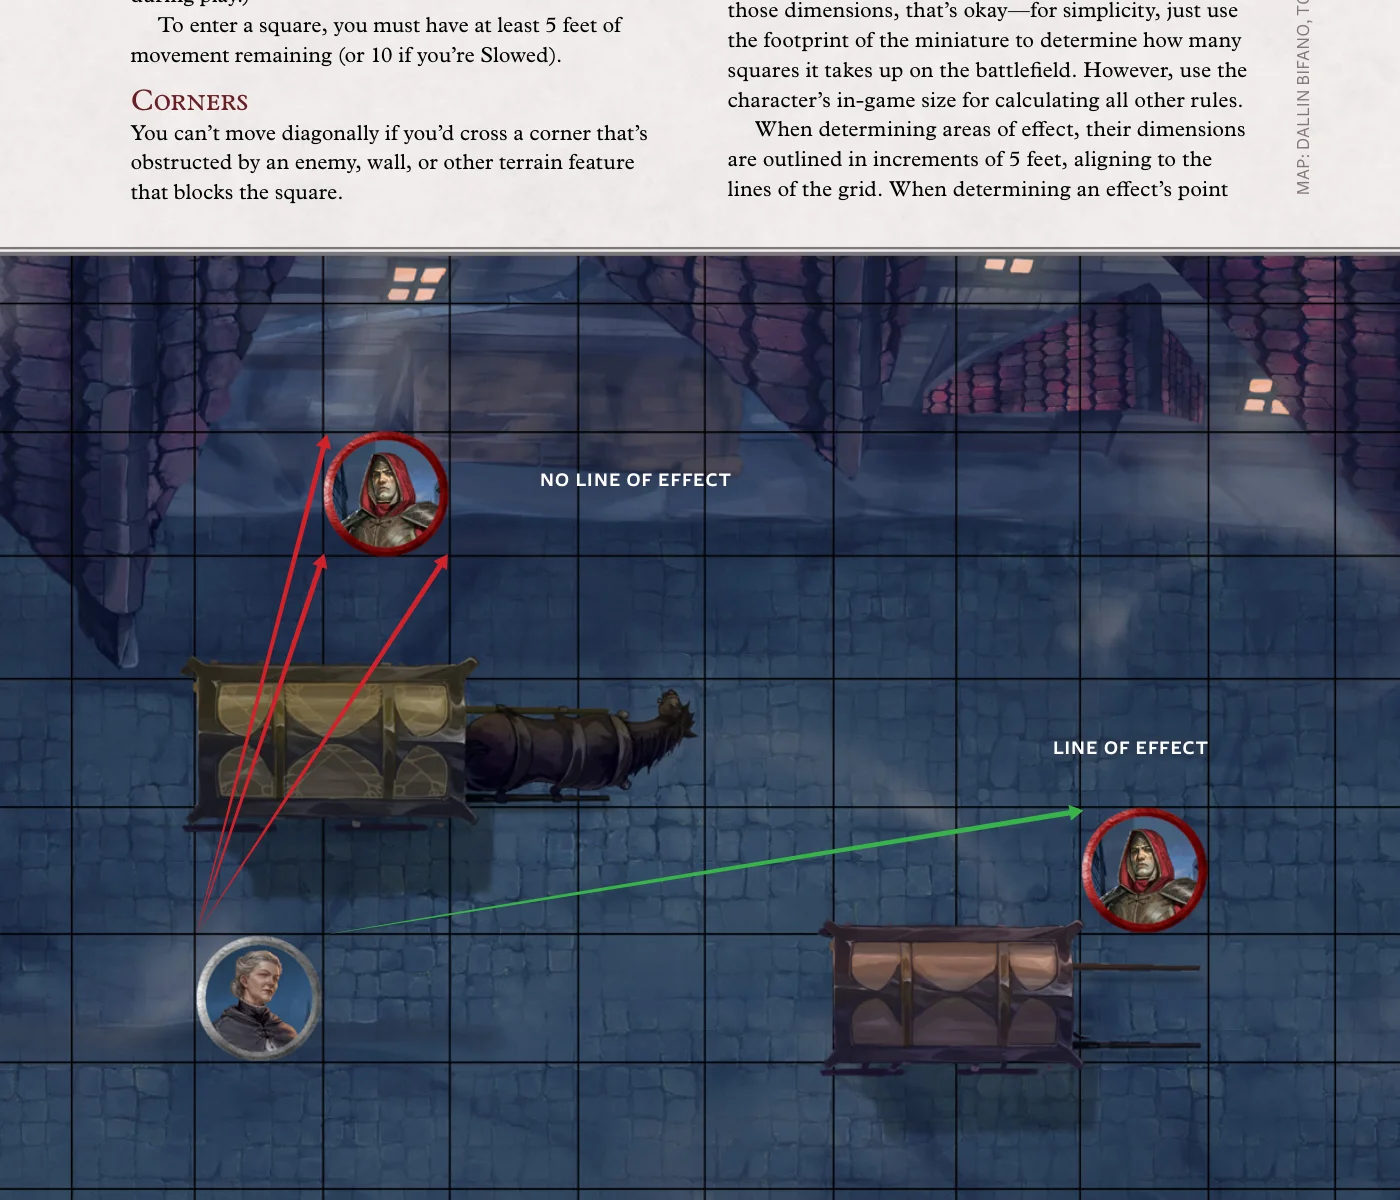 during play.)
To enter a square, you must have at least 5 feet of
movement remaining (or 10 if you’re Slowed).
CORNERS
You can’t move diagonally if you’d cross a corner that’s
obstructed by an enemy, wall, or other terrain feature
that blocks the square.
those dimensions, that’s okay—for simplicity, just use
the footprint of the miniature to determine how many
squares it takes up on the battlefield. However, use the
character’s in-game size for calculating all other rules.
When determining areas of effect, their dimensions
are outlined in increments of 5 feet, aligning to the
lines of the grid. When determining an effect’s point
MAP: DALLIN BIFANO,
NO LINE OF EFFECT
LINE OF EFFECT